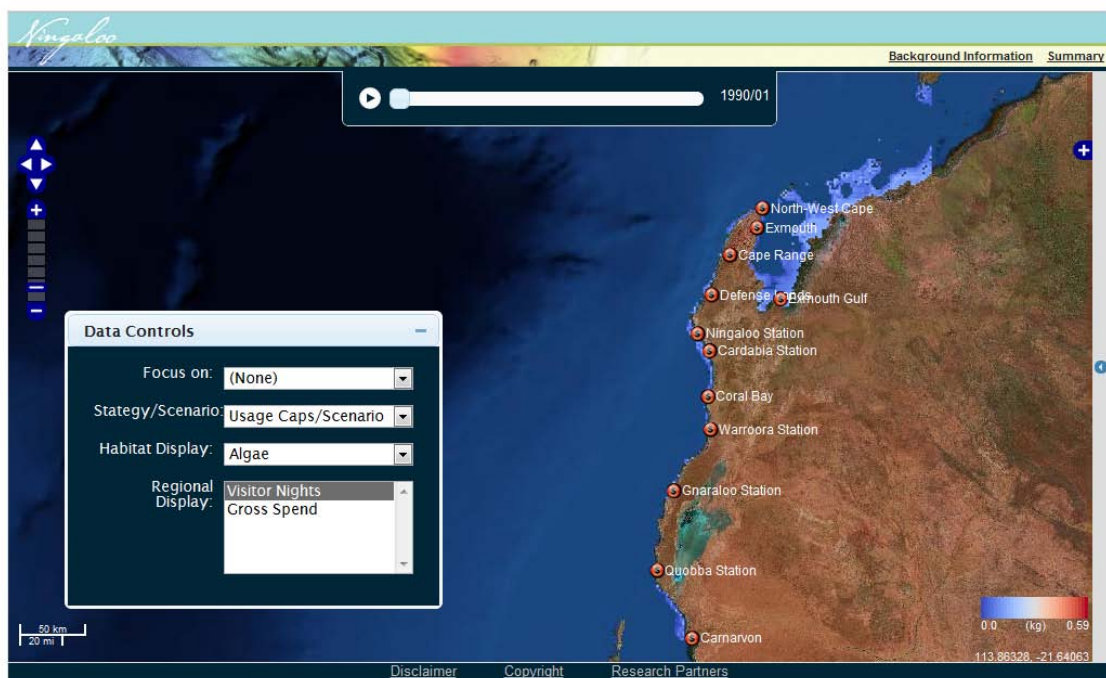 Ningaloo
Background Information Summary
1990/01
North-West Cape
Exmouth
Cape Range
Defense Lands
Exmouth Gulf
Ningaloo Station
Cardabia Station
Coral Bay
Warroora Station
Gnaraloo Station
Quobba Station
Carnarvon
Data Controls
Focus on: (None)
Stategy/Scenario: Usage Caps/Scenario
Habitat Display: Algae
Regional
Display:
Visitor Nights
Gross Spend
50 km
20 mi
0.0 (kg) 0.59
113.86328, -21.64063
Disclaimer Copyright Research Partners